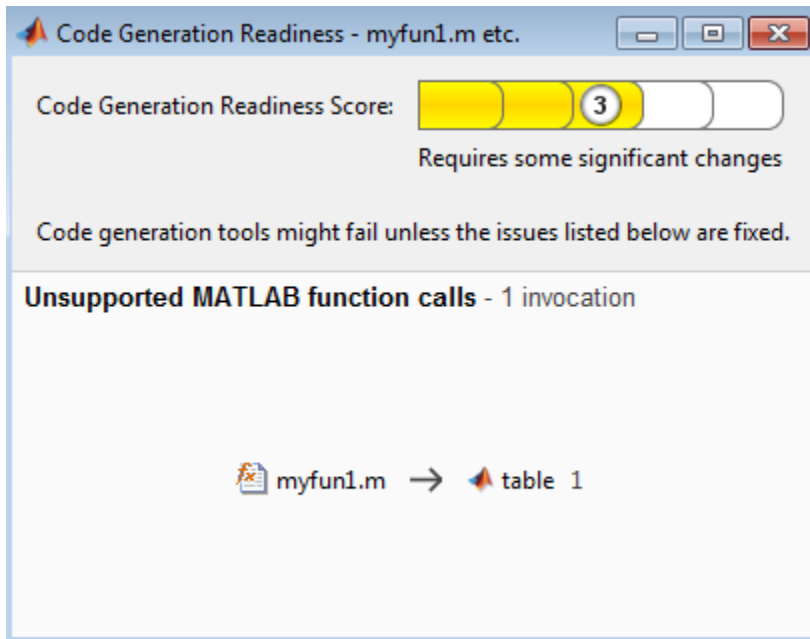 Code Generation Readiness - myfun1.m etc.
Code Generation Readiness Score: 3
Requires some significant changes
Code generation tools might fail unless the issues listed below are fixed.
Unsupported MATLAB function calls - 1 invocation
myfun1.m → table 1